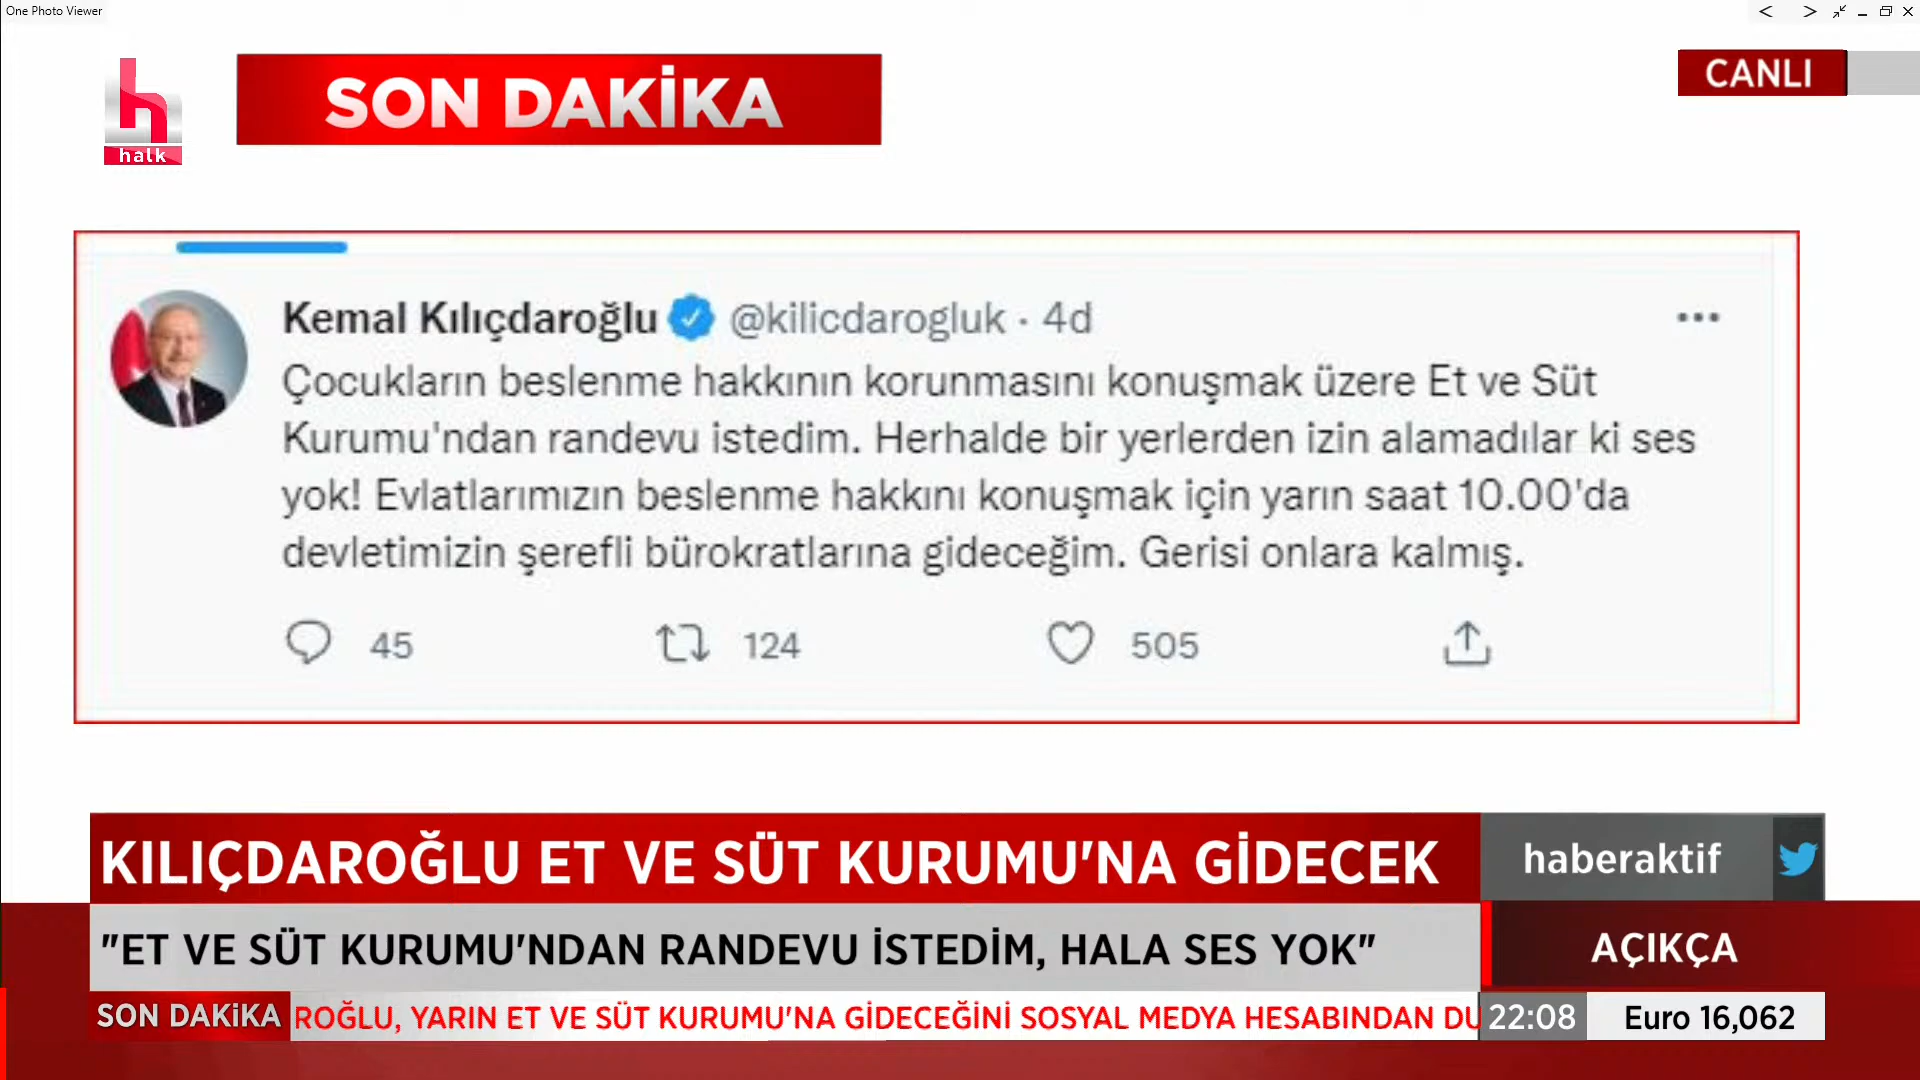 One Photo Viewer
halk
SON DAKİKA
CANLI
Kemal Kılıçdaroğlu @kilicdarogluk · 4d
Çocukların beslenme hakkının korunmasını konuşmak üzere Et ve Süt
Kurumu'ndan randevu istedim. Herhalde bir yerlerden izin alamadılar ki ses
yok! Evlatlarımızın beslenme hakkını konuşmak için yarın saat 10.00'da
devletimizin şerefli bürokratlarına gideceğim. Gerisi onlara kalmış.
45 124 505
KILIÇDAROĞLU ET VE SÜT KURUMU'NA GİDECEK
haberaktif
"ET VE SÜT KURUMU'NDAN RANDEVU İSTEDİM, HALA SES YOK"
AÇIKÇA
SON DAKİKA ROĞLU, YARIN ET VE SÜT KURUMU'NA GİDECEĞİNİ SOSYAL MEDYA HESABINDAN DU 22:08 Euro 16,062